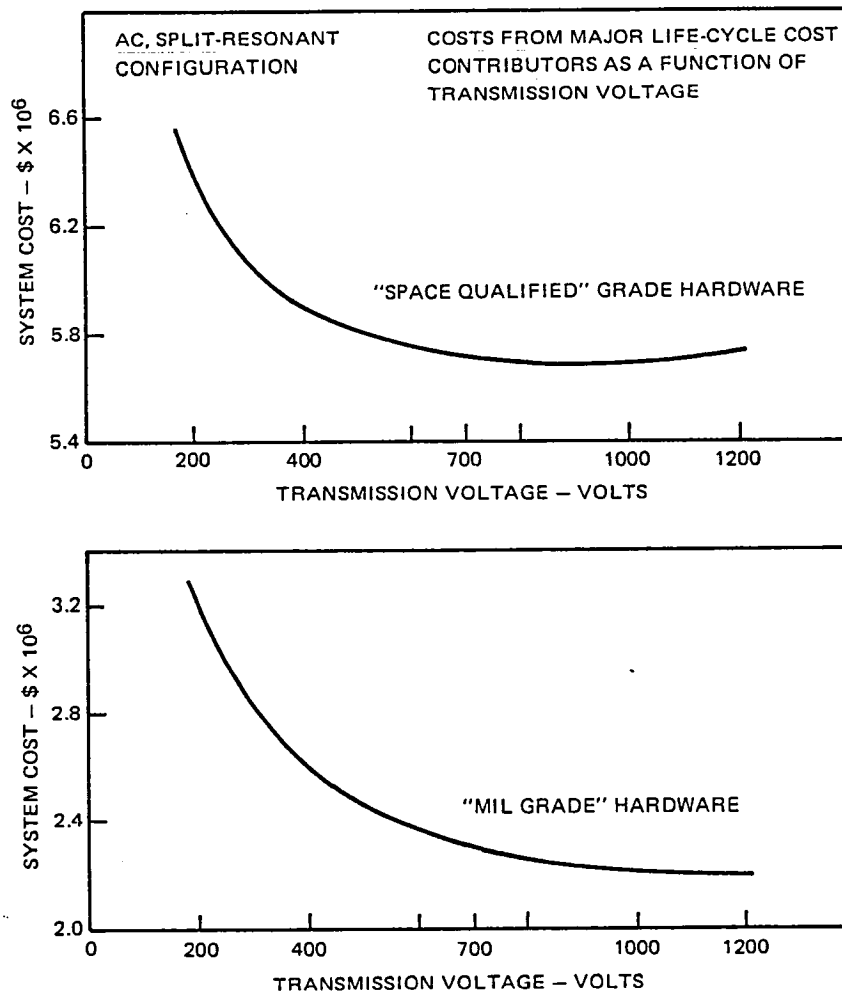 AC, SPLIT-RESONANT
CONFIGURATION
COSTS FROM MAJOR LIFE-CYCLE COST
CONTRIBUTORS AS A FUNCTION OF
TRANSMISSION VOLTAGE
SYSTEM COST – $ X 10⁶
6.6
6.2
5.8
5.4
"SPACE QUALIFIED" GRADE HARDWARE
0 200 400 700 1000 1200
TRANSMISSION VOLTAGE – VOLTS
SYSTEM COST – $ X 10⁶
3.2
2.8
2.4
2.0
"MIL GRADE" HARDWARE
0 200 400 700 1000 1200
TRANSMISSION VOLTAGE – VOLTS